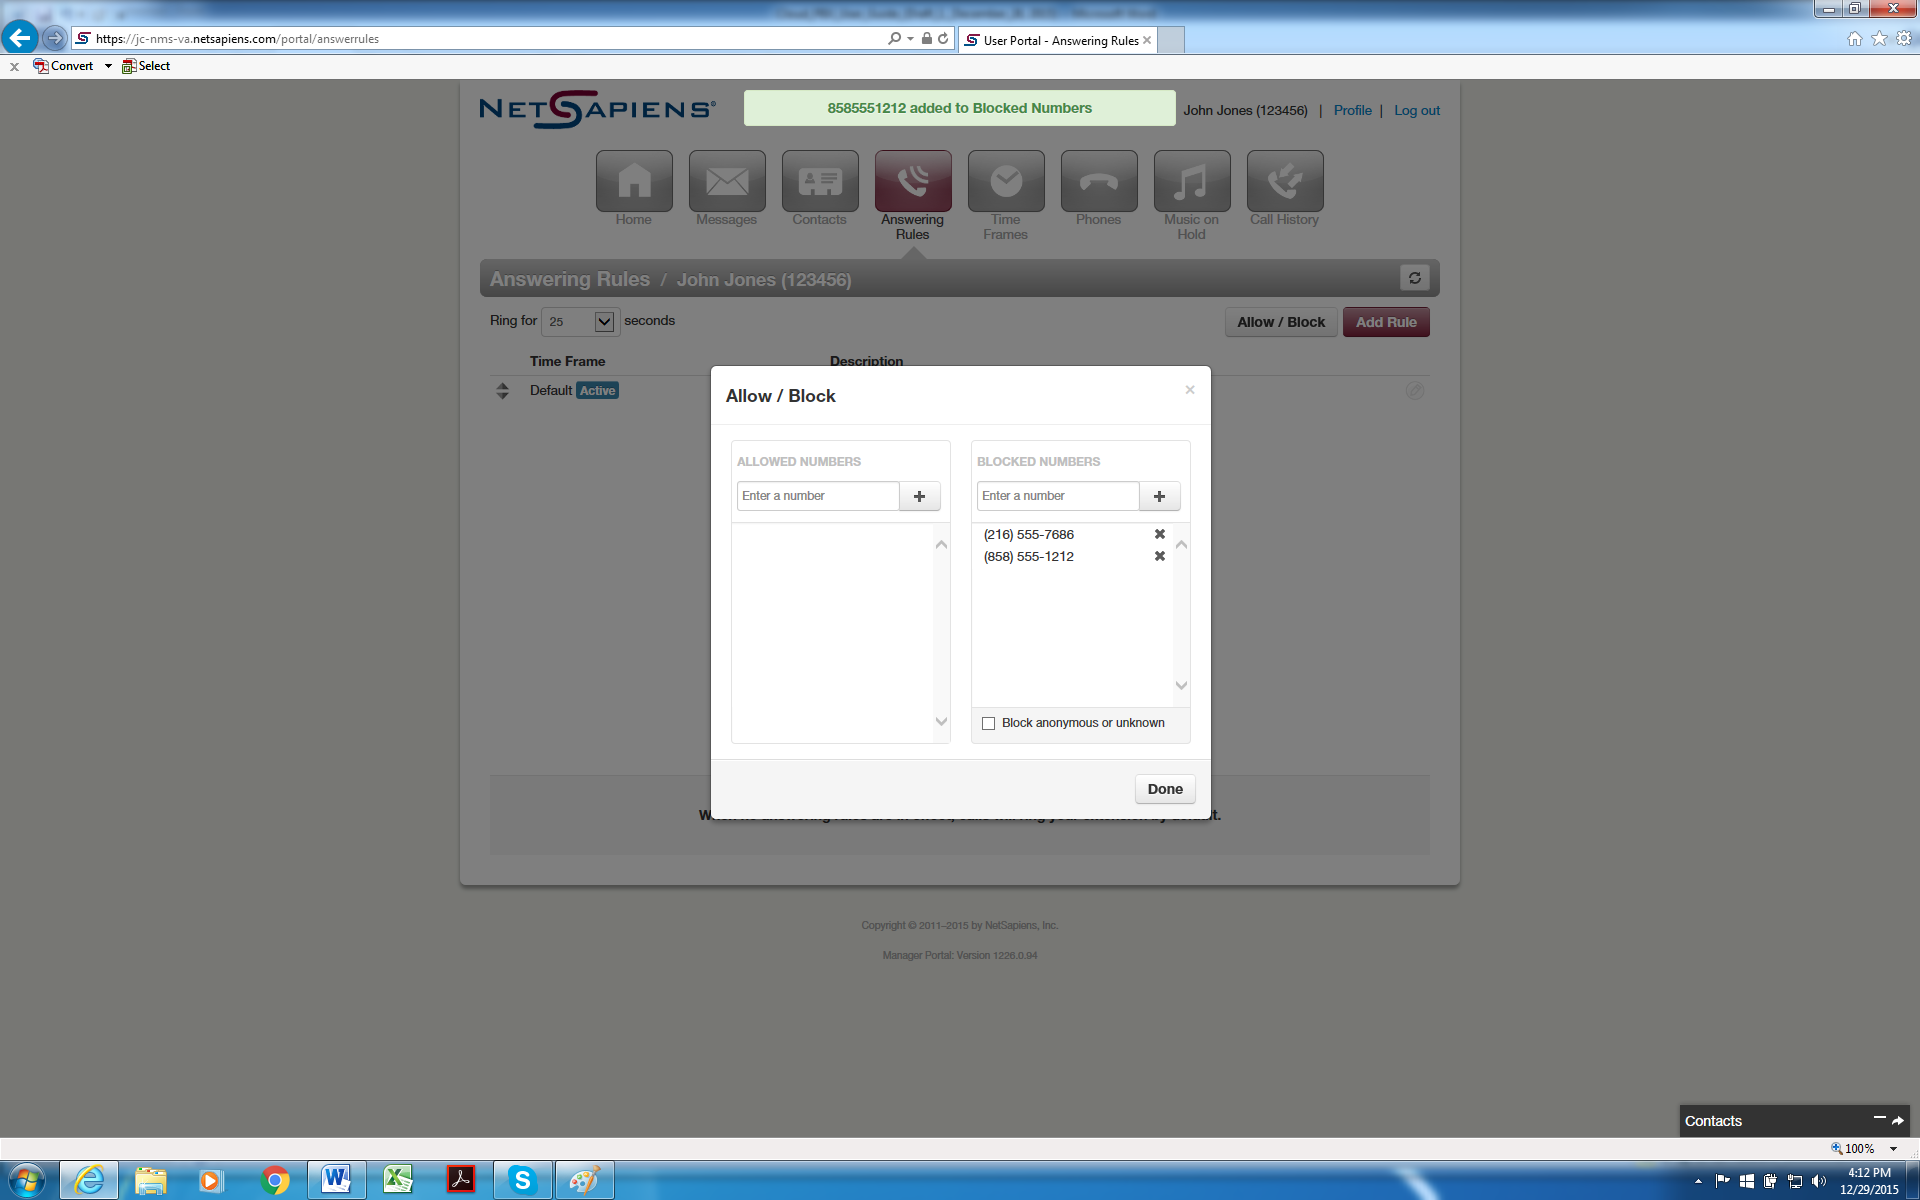 https://jc-nms-va.netsapiens.com/portal/answerrules
User Portal - Answering Rules
x Convert Select
NETSAPIENS®
8585551212 added to Blocked Numbers
John Jones (123456) | Profile | Log out
Home Messages Contacts Answering Rules Time Frames Phones Music on Hold Call History
Answering Rules / John Jones (123456)
Ring for 25 seconds
Allow / Block Add Rule
Time Frame Description
Default Active
Allow / Block ×
ALLOWED NUMBERS BLOCKED NUMBERS
Enter a number + Enter a number +
(216) 555-7686
(858) 555-1212
Block anonymous or unknown
Done
Copyright © 2011–2015 by NetSapiens, Inc.
Manager Portal: Version 1226.0.94
Contacts
100%
4:12 PM
12/29/2015